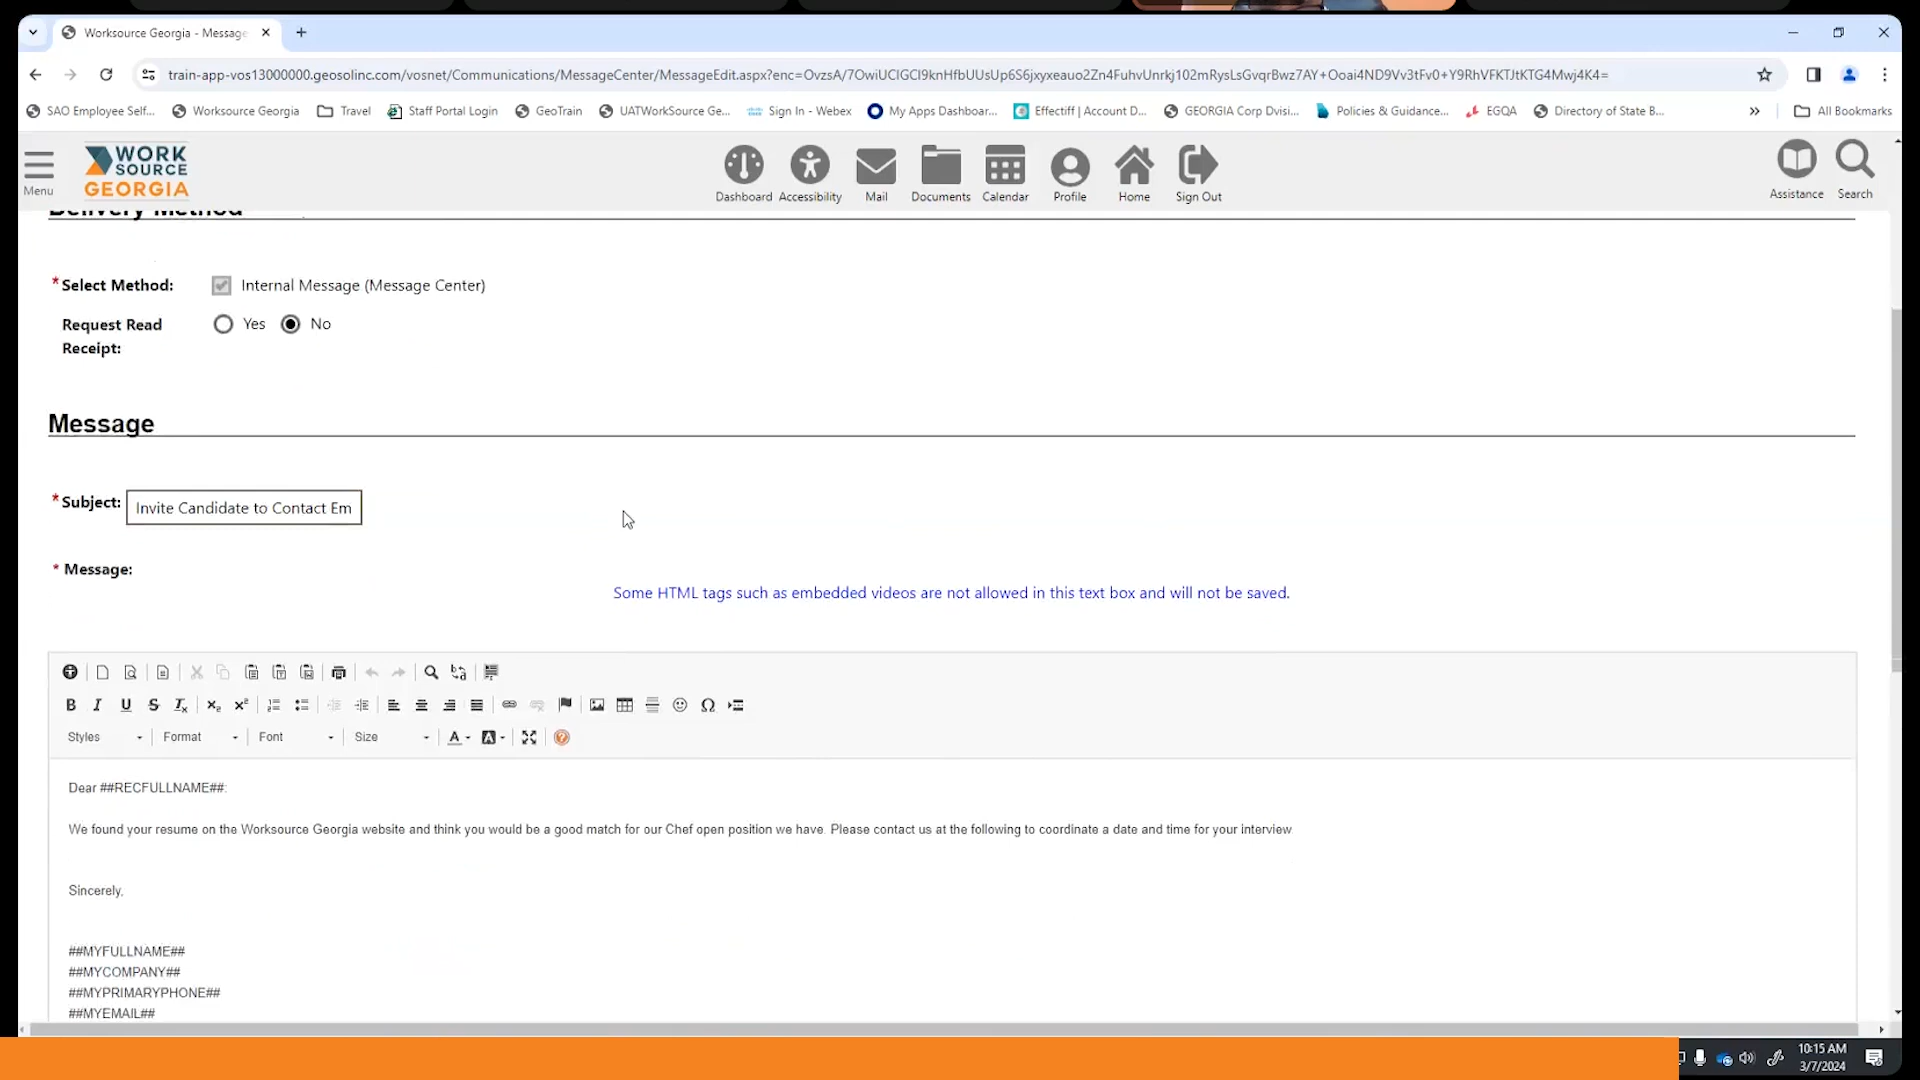 Worksource Georgia - Message
train-app-vos13000000.geosolinc.com/vosnet/Communications/MessageCenter/MessageEdit.aspx?enc=OvzsA/7OwiUCIGCI9knHfbUUsUp6S6jxyxeauo2Zn4FuhvUnrkj102mRysLsGvqrBwz7AY+Ooai4ND9Vv3tFv0+Y9RhVFKTJtKTG4Mwj4K4=
SAO Employee Self... Worksource Georgia Travel Staff Portal Login GeoTrain UATWorkSource Ge... Sign In - Webex My Apps Dashboar... Effectiff | Account D... GEORGIA Corp Dvisi... Policies & Guidance... EGQA Directory of State B... » All Bookmarks
Menu
WORK
SOURCE
GEORGIA
Dashboard Accessibility Mail Documents Calendar Profile Home Sign Out Assistance Search
Delivery Method
* Select Method: Internal Message (Message Center)
Request Read Receipt: Yes No
Message
* Subject: Invite Candidate to Contact Em
* Message:
Some HTML tags such as embedded videos are not allowed in this text box and will not be saved.
Styles Format Font Size
Dear ##RECFULLNAME##:
We found your resume on the Worksource Georgia website and think you would be a good match for our Chef open position we have. Please contact us at the following to coordinate a date and time for your interview
Sincerely,
##MYFULLNAME##
##MYCOMPANY##
##MYPRIMARYPHONE##
##MYEMAIL##
10:15 AM
3/7/2024